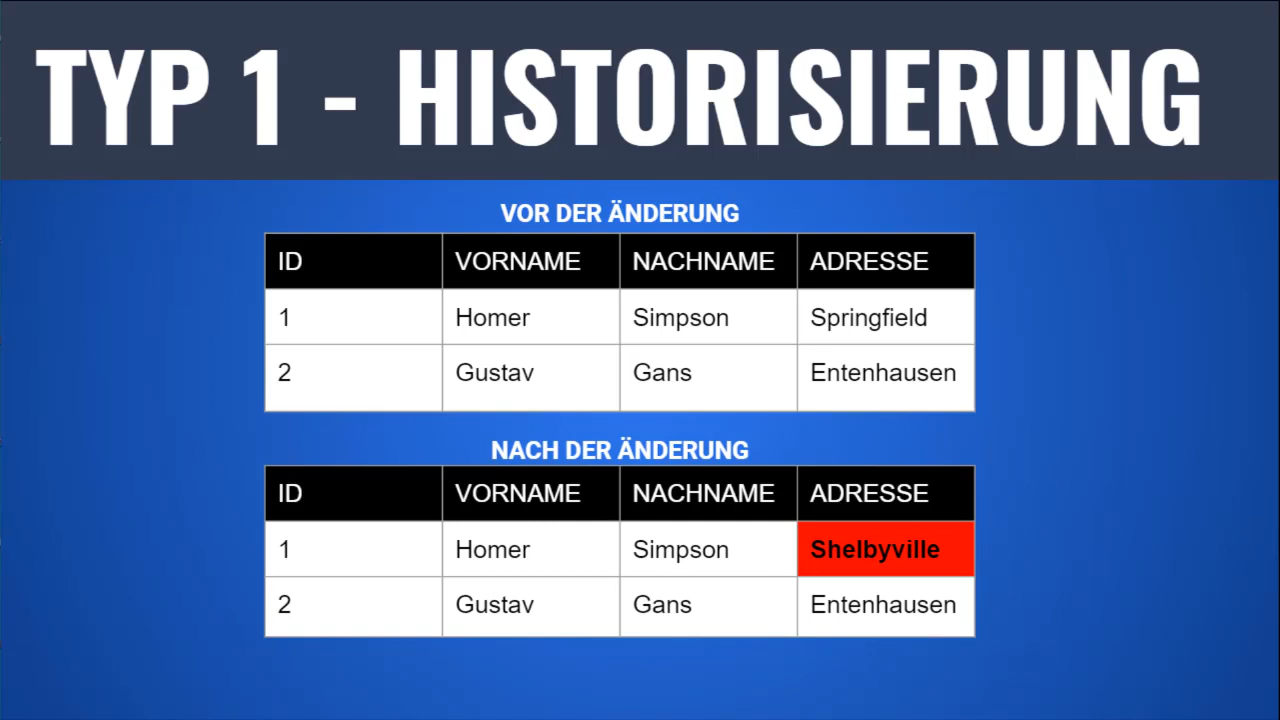 TYP 1 - HISTORISIERUNG
VOR DER ÄNDERUNG
ID VORNAME NACHNAME ADRESSE
1 Homer Simpson Springfield
2 Gustav Gans Entenhausen
NACH DER ÄNDERUNG
ID VORNAME NACHNAME ADRESSE
1 Homer Simpson Shelbyville
2 Gustav Gans Entenhausen